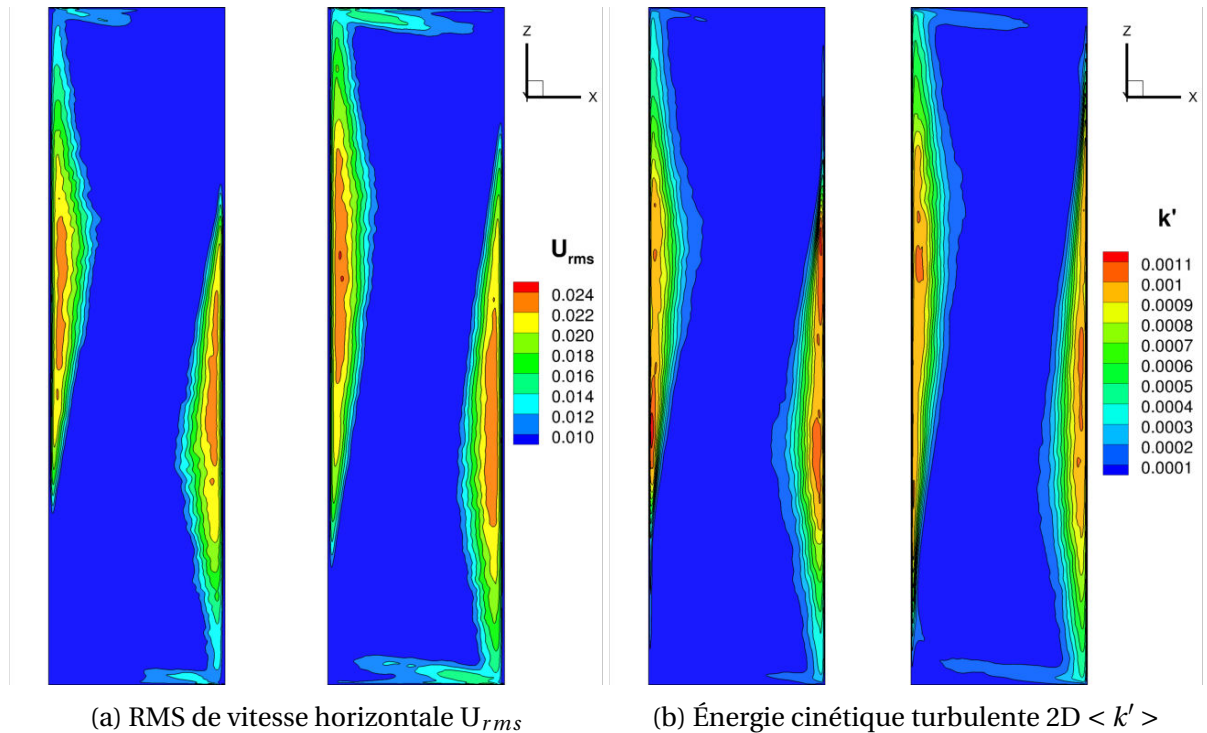 Z
X
Y
U_rms
0.024
0.022
0.020
0.018
0.016
0.014
0.012
0.010
Z
X
Y
k'
0.0011
0.001
0.0009
0.0008
0.0007
0.0006
0.0005
0.0004
0.0003
0.0002
0.0001
(a) RMS de vitesse horizontale U_rms
(b) Énergie cinétique turbulente 2D < k′ >